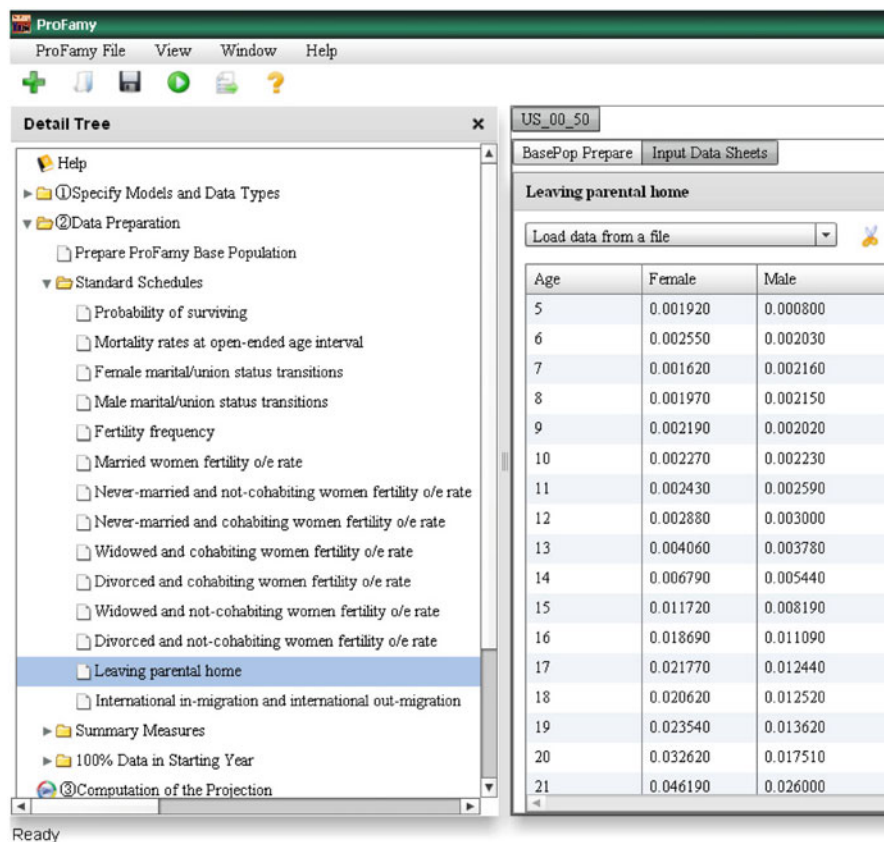 ProFamy
ProFamy File View Window Help
Detail Tree
Help
①Specify Models and Data Types
②Data Preparation
Prepare ProFamy Base Population
Standard Schedules
Probability of surviving
Mortality rates at open-ended age interval
Female marital/union status transitions
Male marital/union status transitions
Fertility frequency
Married women fertility o/e rate
Never-married and not-cohabiting women fertility o/e rate
Never-married and cohabiting women fertility o/e rate
Widowed and cohabiting women fertility o/e rate
Divorced and cohabiting women fertility o/e rate
Widowed and not-cohabiting women fertility o/e rate
Divorced and not-cohabiting women fertility o/e rate
Leaving parental home
International in-migration and international out-migration
Summary Measures
100% Data in Starting Year
③Computation of the Projection
Ready
US_00_50
BasePop Prepare Input Data Sheets
Leaving parental home
Load data from a file
Age Female Male
5 0.001920 0.000800
6 0.002550 0.002030
7 0.001620 0.002160
8 0.001970 0.002150
9 0.002190 0.002020
10 0.002270 0.002230
11 0.002430 0.002590
12 0.002880 0.003000
13 0.004060 0.003780
14 0.006790 0.005440
15 0.011720 0.008190
16 0.018690 0.011090
17 0.021770 0.012440
18 0.020620 0.012520
19 0.023540 0.013620
20 0.032620 0.017510
21 0.046190 0.026000